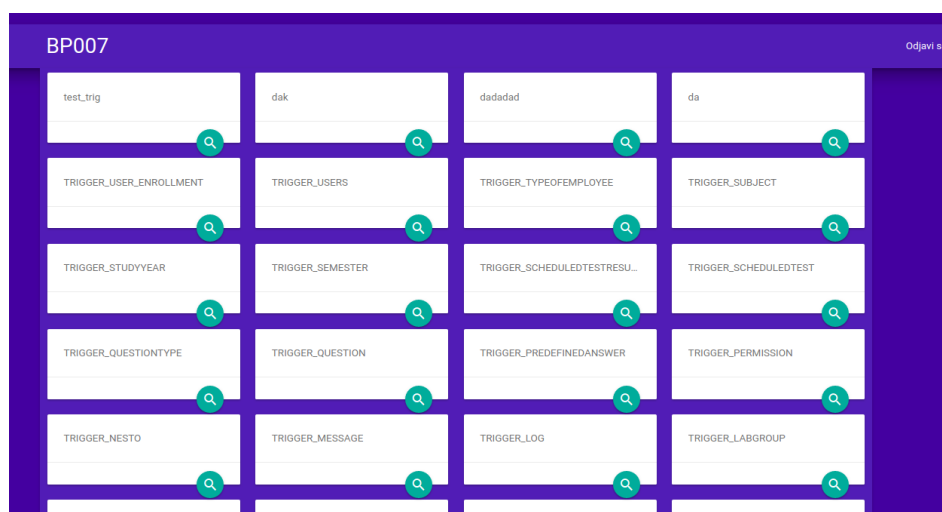 BP007
Odjavi s
test_trig
dak
dadadad
da
TRIGGER_USER_ENROLLMENT
TRIGGER_USERS
TRIGGER_TYPEOFEMPLOYEE
TRIGGER_SUBJECT
TRIGGER_STUDYYEAR
TRIGGER_SEMESTER
TRIGGER_SCHEDULEDTESTRESU...
TRIGGER_SCHEDULEDTEST
TRIGGER_QUESTIONTYPE
TRIGGER_QUESTION
TRIGGER_PREDEFINEDANSWER
TRIGGER_PERMISSION
TRIGGER_NESTO
TRIGGER_MESSAGE
TRIGGER_LOG
TRIGGER_LABGROUP